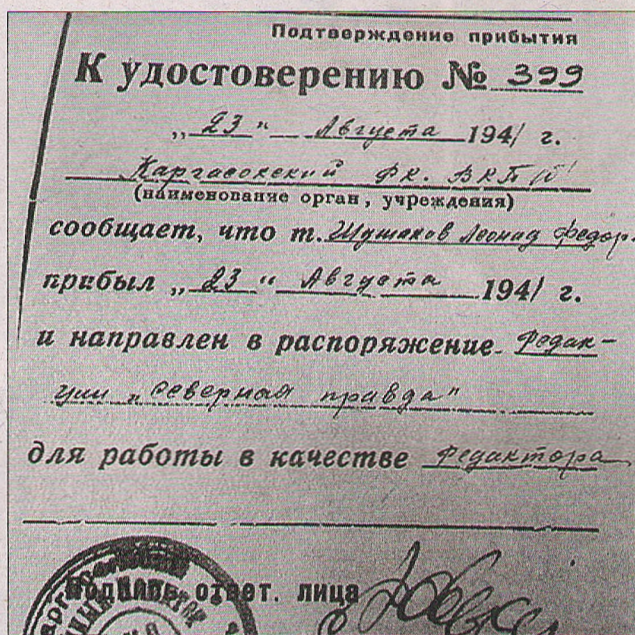 Подтверждение прибытия
К удостоверению № 399
„23“ Августа 1941 г.
Каргасокский РК. ВКП(б)
(наименование орган, учреждения)
сообщает, что т. Шушаков Леонид Федор.
прибыл „23“ Августа 1941 г.
и направлен в распоряжение Редак-
ции „Северная правда“
для работы в качестве Редактора
Подпись ответ. лица